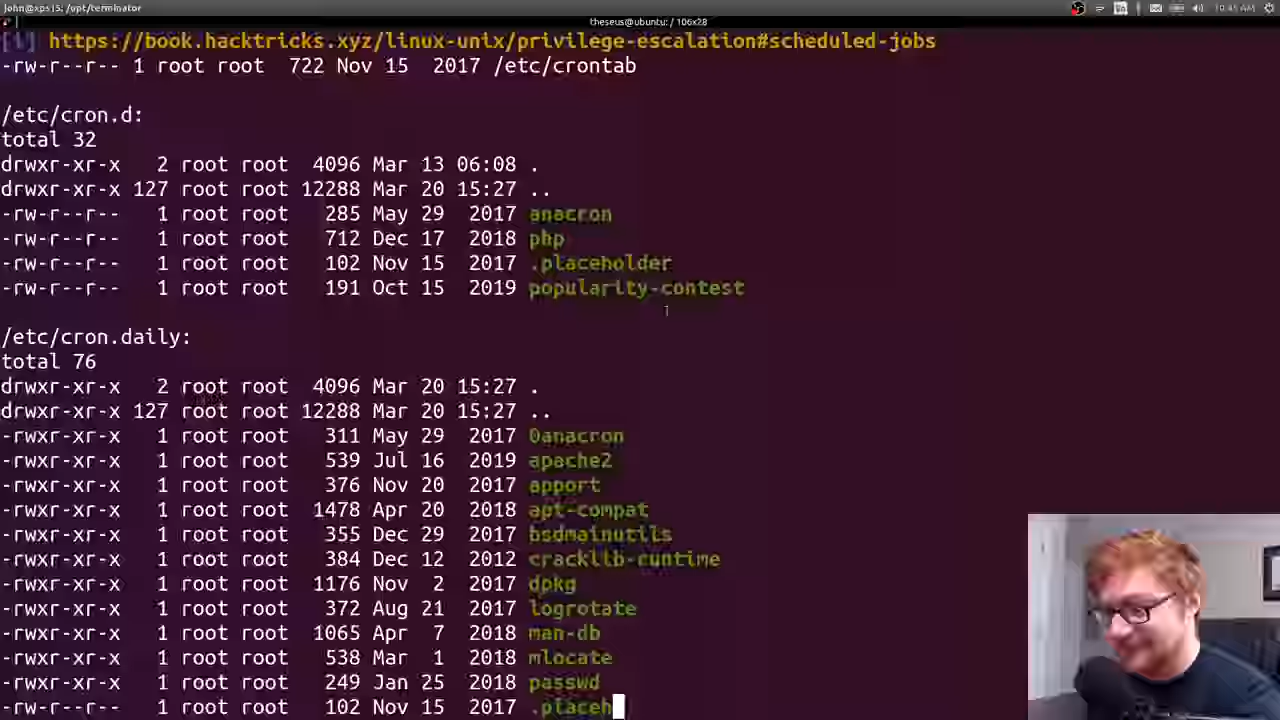 john@xps15: /opt/terminator
10:45 AM
theseus@ubuntu: / 106x28
[i] https://book.hacktricks.xyz/linux-unix/privilege-escalation#scheduled-jobs
-rw-r--r-- 1 root root  722 Nov 15  2017 /etc/crontab
/etc/cron.d:
total 32
drwxr-xr-x   2 root root  4096 Mar 13 06:08 .
drwxr-xr-x 127 root root 12288 Mar 20 15:27 ..
-rw-r--r--   1 root root   285 May 29  2017 anacron
-rw-r--r--   1 root root   712 Dec 17  2018 php
-rw-r--r--   1 root root   102 Nov 15  2017 .placeholder
-rw-r--r--   1 root root   191 Oct 15  2019 popularity-contest
/etc/cron.daily:
total 76
drwxr-xr-x   2 root root  4096 Mar 20 15:27 .
drwxr-xr-x 127 root root 12288 Mar 20 15:27 ..
-rwxr-xr-x   1 root root   311 May 29  2017 0anacron
-rwxr-xr-x   1 root root   539 Jul 16  2019 apache2
-rwxr-xr-x   1 root root   376 Nov 20  2017 apport
-rwxr-xr-x   1 root root  1478 Apr 20  2018 apt-compat
-rwxr-xr-x   1 root root   355 Dec 29  2017 bsdmainutils
-rwxr-xr-x   1 root root   384 Dec 12  2012 cracklib-runtime
-rwxr-xr-x   1 root root  1176 Nov  2  2017 dpkg
-rwxr-xr-x   1 root root   372 Aug 21  2017 logrotate
-rwxr-xr-x   1 root root  1065 Apr  7  2018 man-db
-rwxr-xr-x   1 root root   538 Mar  1  2018 mlocate
-rwxr-xr-x   1 root root   249 Jan 25  2018 passwd
-rw-r--r--   1 root root   102 Nov 15  2017 .placeh